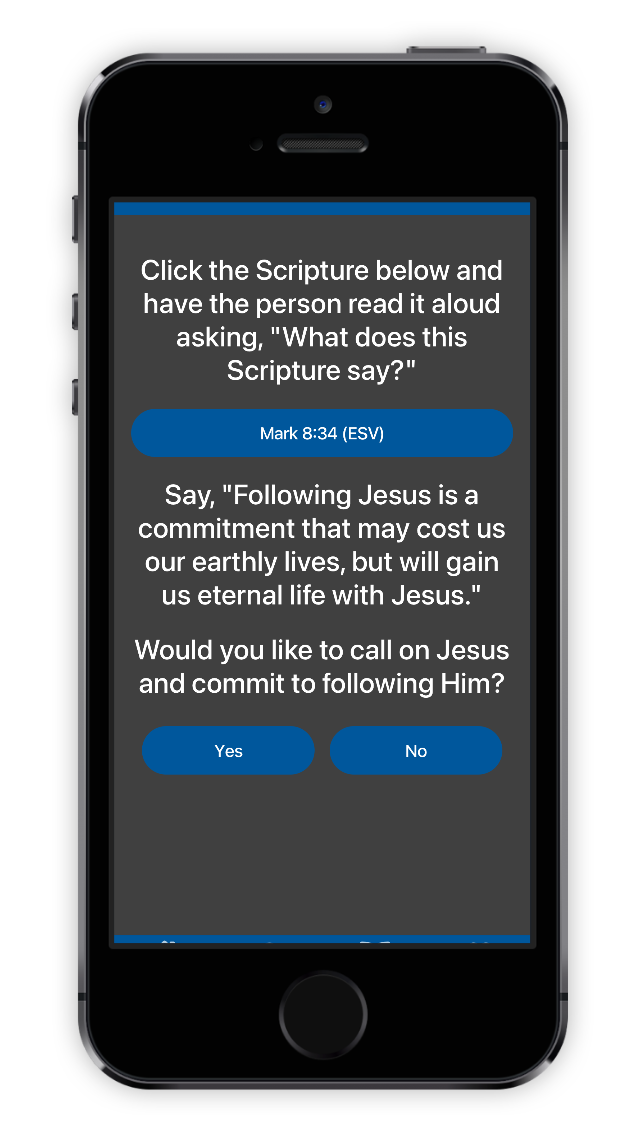 Click the Scripture below and
have the person read it aloud
asking, "What does this
Scripture say?"
Mark 8:34 (ESV)
Say, "Following Jesus is a
commitment that may cost us
our earthly lives, but will gain
us eternal life with Jesus."
Would you like to call on Jesus
and commit to following Him?
Yes
No